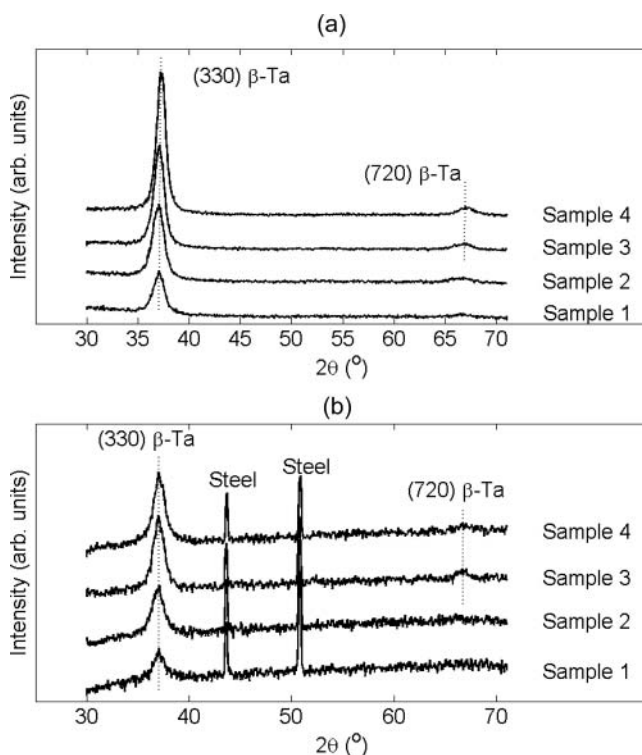 (a)
(330) β-Ta
(720) β-Ta
Intensity (arb. units)
Sample 4
Sample 3
Sample 2
Sample 1
30 35 40 45 50 55 60 65 70
2θ (°)
(b)
(330) β-Ta
Steel
Steel
(720) β-Ta
Intensity (arb. units)
Sample 4
Sample 3
Sample 2
Sample 1
30 40 50 60 70
2θ (°)